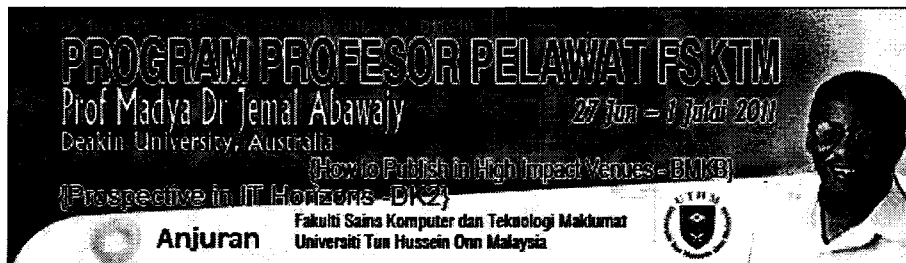 PROGRAM PROFESOR PELAWAT FSKTM
Prof Madya Dr Jemal Abawajy
27 Jun - 1 Julai 2011
Deakin University, Australia
{How to Publish in High Impact Venues - BMKB}
{Prospective in IT Horizons -DK2}
Anjuran
Fakulti Sains Komputer dan Teknologi Maklumat
Universiti Tun Hussein Onn Malaysia
UTHM